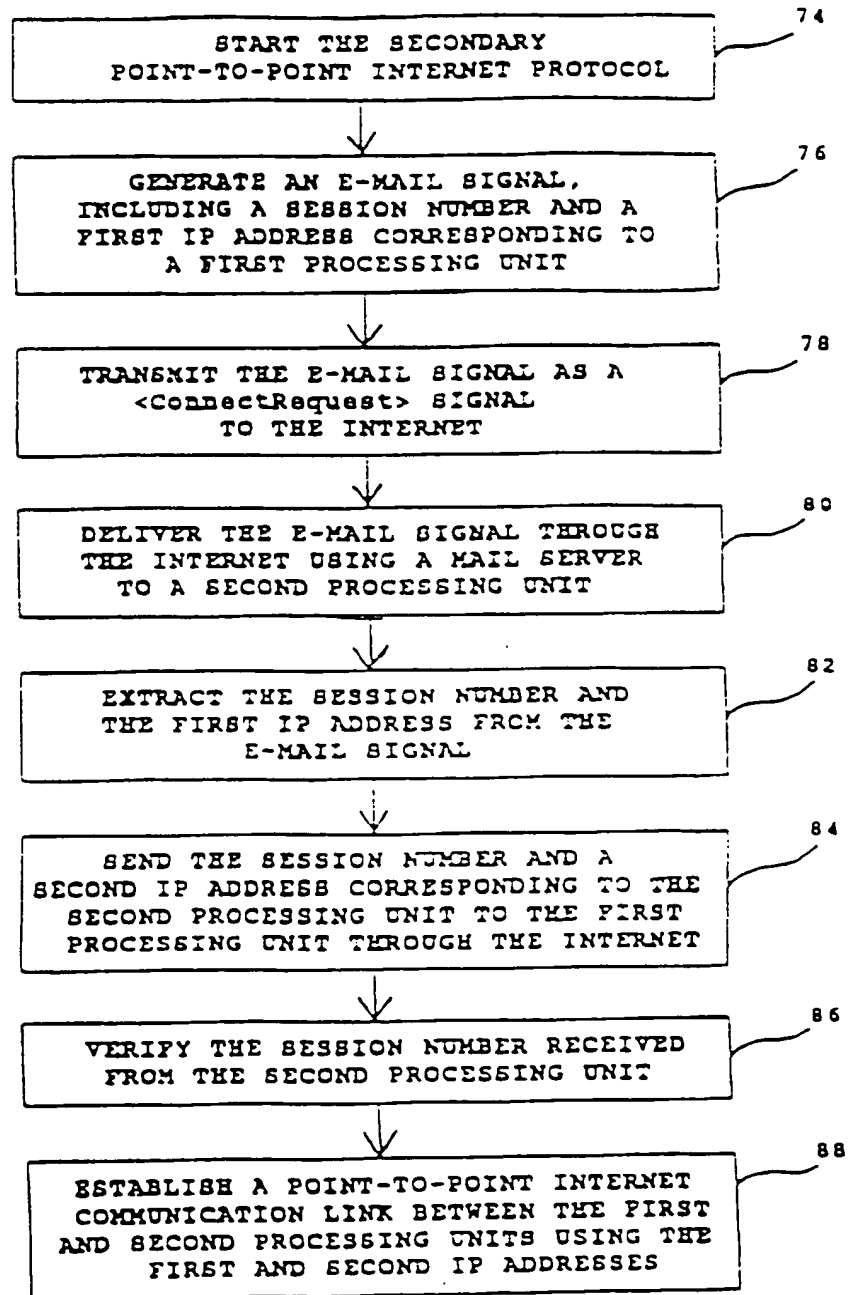 74
START THE SECONDARY
POINT-TO-POINT INTERNET PROTOCOL
76
GENERATE AN E-MAIL SIGNAL,
INCLUDING A SESSION NUMBER AND A
FIRST IP ADDRESS CORRESPONDING TO
A FIRST PROCESSING UNIT
78
TRANSMIT THE E-MAIL SIGNAL AS A
<ConnectRequest> SIGNAL
TO THE INTERNET
80
DELIVER THE E-MAIL SIGNAL THROUGH
THE INTERNET USING A MAIL SERVER
TO A SECOND PROCESSING UNIT
82
EXTRACT THE SESSION NUMBER AND
THE FIRST IP ADDRESS FROM THE
E-MAIL SIGNAL
84
SEND THE SESSION NUMBER AND A
SECOND IP ADDRESS CORRESPONDING TO THE
SECOND PROCESSING UNIT TO THE FIRST
PROCESSING UNIT THROUGH THE INTERNET
86
VERIFY THE SESSION NUMBER RECEIVED
FROM THE SECOND PROCESSING UNIT
88
ESTABLISH A POINT-TO-POINT INTERNET
COMMUNICATION LINK BETWEEN THE FIRST
AND SECOND PROCESSING UNITS USING THE
FIRST AND SECOND IP ADDRESSES